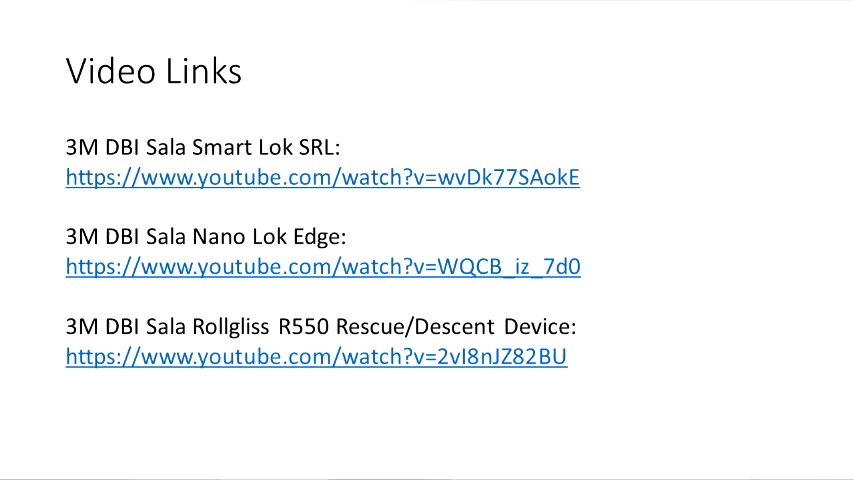 Video Links
3M DBI Sala Smart Lok SRL:
https://www.youtube.com/watch?v=wvDk77SAokE
3M DBI Sala Nano Lok Edge:
https://www.youtube.com/watch?v=WQCB_iz_7d0
3M DBI Sala Rollgliss R550 Rescue/Descent Device:
https://www.youtube.com/watch?v=2vI8nJZ82BU